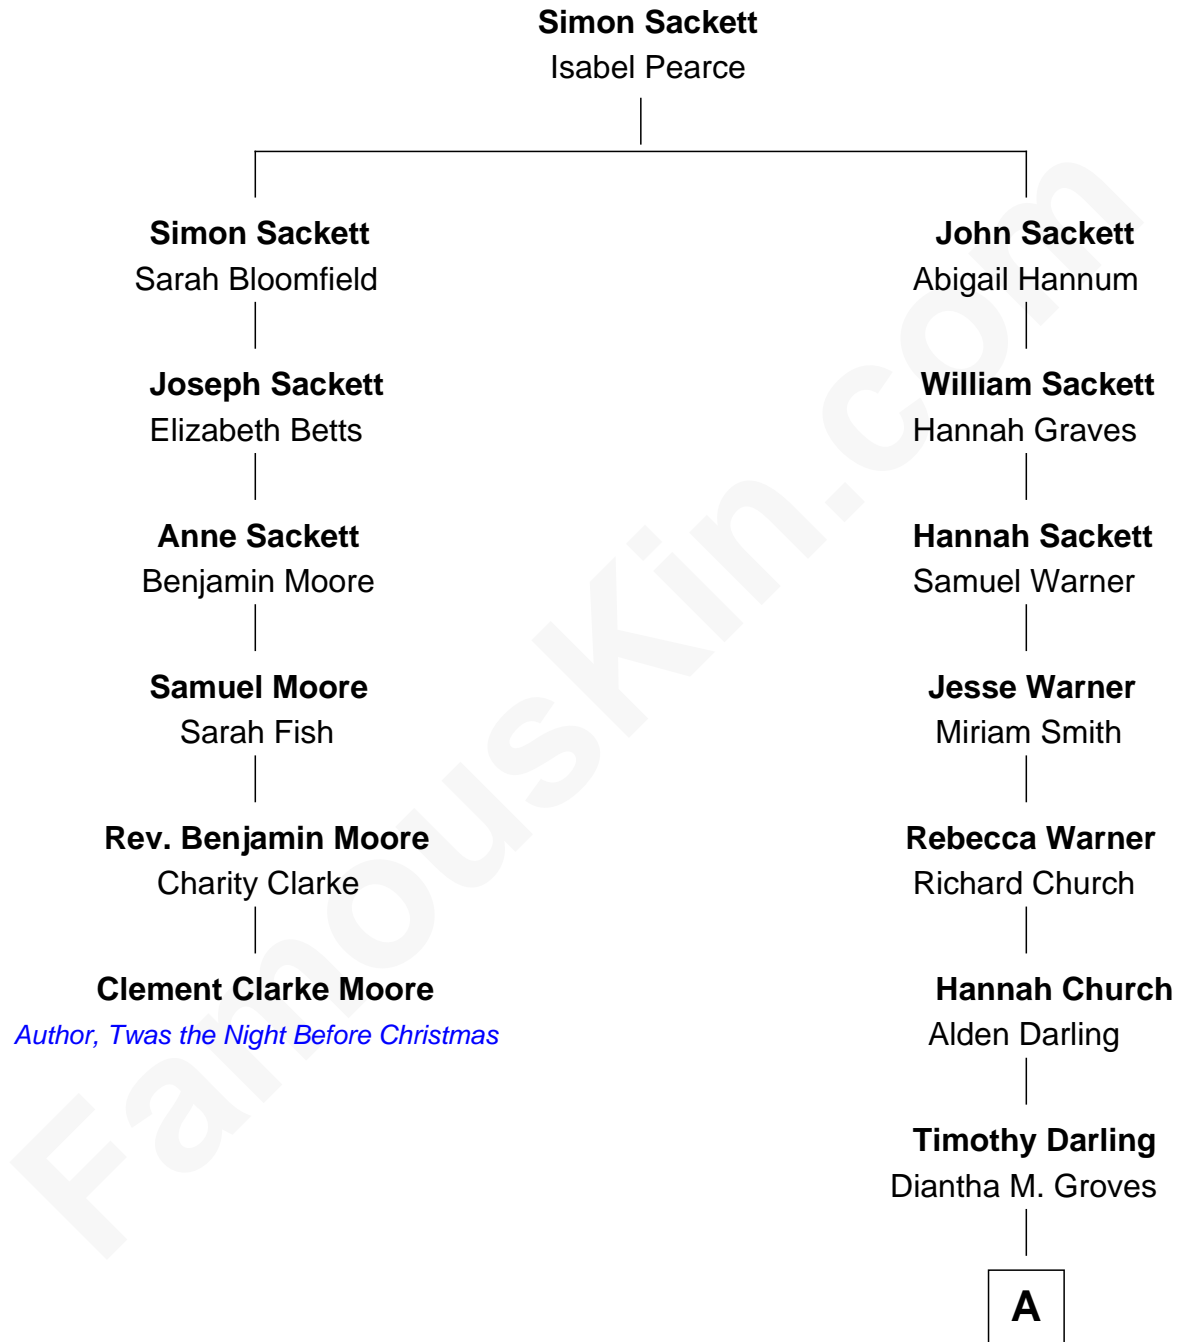 Simon Sackett
Isabel Pearce
Simon Sackett
Sarah Bloomfield
Joseph Sackett
Elizabeth Betts
Anne Sackett
Benjamin Moore
Samuel Moore
Sarah Fish
Rev. Benjamin Moore
Charity Clarke
Clement Clarke Moore
Author, Twas the Night Before Christmas
John Sackett
Abigail Hannum
William Sackett
Hannah Graves
Hannah Sackett
Samuel Warner
Jesse Warner
Miriam Smith
Rebecca Warner
Richard Church
Hannah Church
Alden Darling
Timothy Darling
Diantha M. Groves
A
FamousKin.com